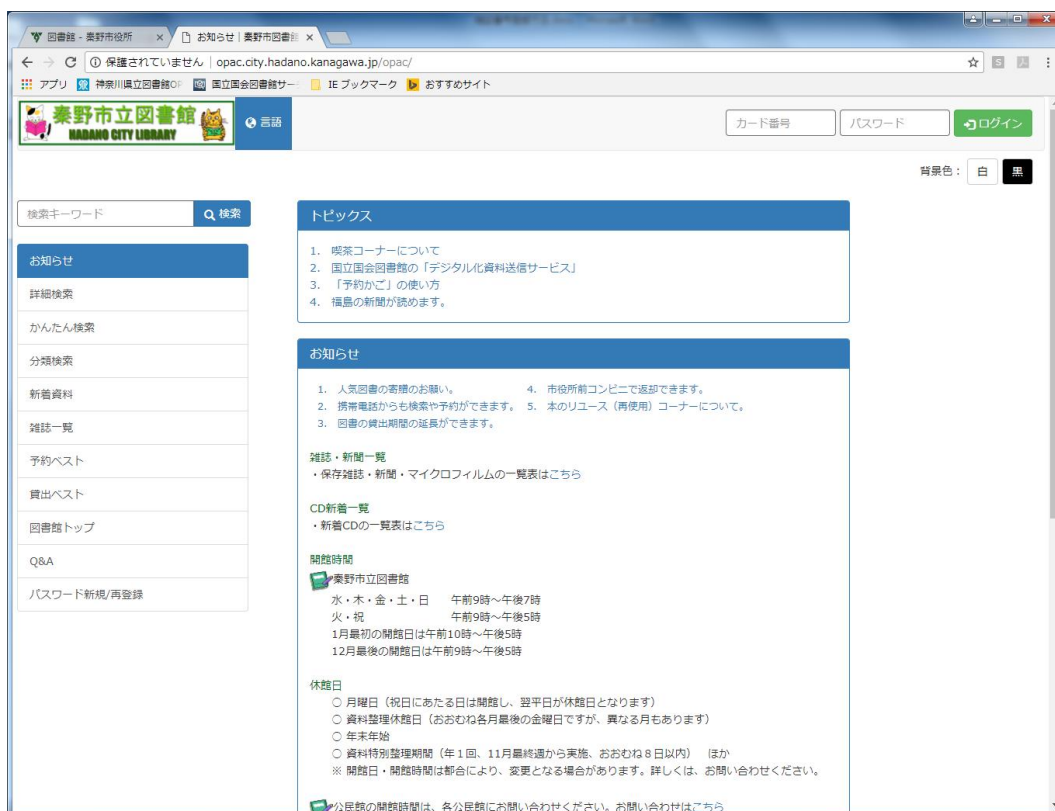 図書館 - 秦野市役所
お知らせ | 秦野市図書館
保護されていません | opac.city.hadano.kanagawa.jp/opac/
アプリ 神奈川県立図書館OP 国立国会図書館サー IE ブックマーク おすすめサイト
秦野市立図書館
HADANO CITY LIBRARY
言語
カード番号 パスワード ログイン
背景色： 白 黒
検索キーワード 検索
お知らせ
詳細検索
かんたん検索
分類検索
新着資料
雑誌一覧
予約ベスト
貸出ベスト
図書館トップ
Q&A
パスワード新規/再登録
トピックス
1. 喫茶コーナーについて
2. 国立国会図書館の「デジタル化資料送信サービス」
3. 「予約かご」の使い方
4. 福島の新聞が読めます。
お知らせ
1. 人気図書の寄贈のお願い。
2. 携帯電話からも検索や予約ができます。
3. 図書の貸出期間の延長ができます。
4. 市役所前コンビニで返却できます。
5. 本のリユース（再使用）コーナーについて。
雑誌・新聞一覧
・保存雑誌・新聞・マイクロフィルムの一覧表はこちら
CD新着一覧
・新着CDの一覧表はこちら
開館時間
秦野市立図書館
水・木・金・土・日 午前9時～午後7時
火・祝 午前9時～午後5時
1月最初の開館日は午前10時～午後5時
12月最後の開館日は午前9時～午後5時
休館日
○ 月曜日（祝日にあたる日は開館し、翌平日が休館日となります）
○ 資料整理休館日（おおむね各月最後の金曜日ですが、異なる月もあります）
○ 年末年始
○ 資料特別整理期間（年１回、11月最終週から実施、おおむね８日以内） ほか
※ 開館日・開館時間は都合により、変更となる場合があります。詳しくは、お問い合わせください。
公民館の開館時間は、各公民館にお問い合わせください。お問い合わせはこちら